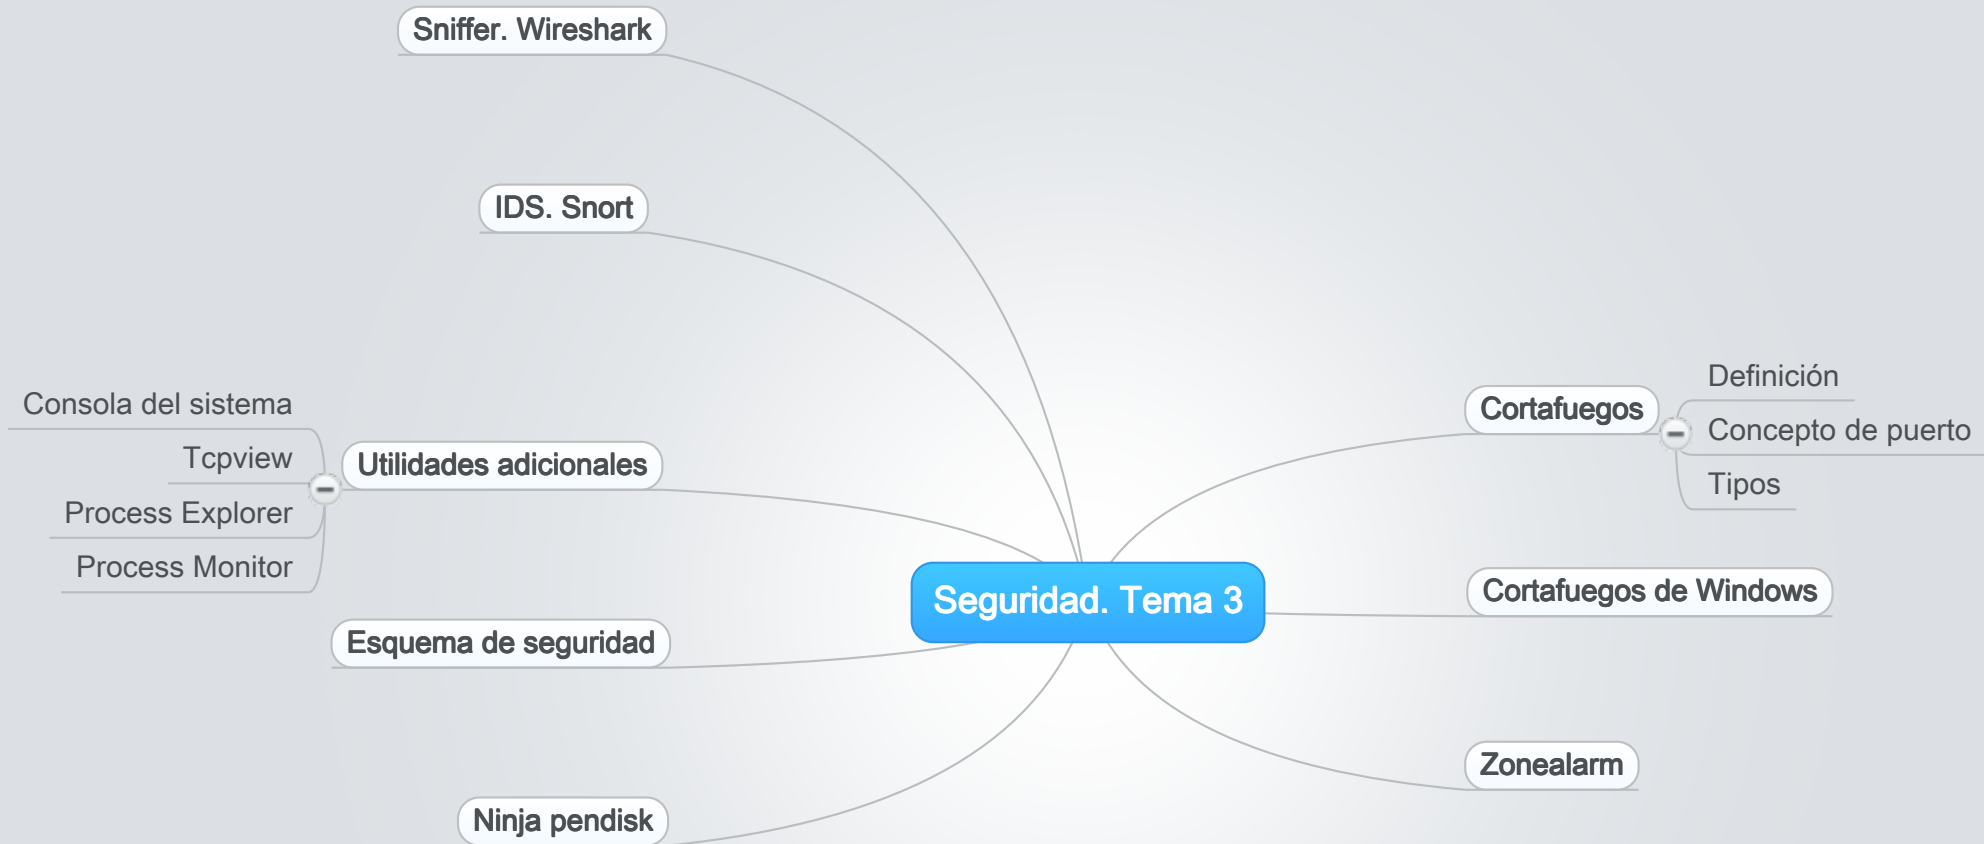 Sniffer. Wireshark
IDS. Snort
Consola del sistema
Tcpview
Process Explorer
Process Monitor
Utilidades adicionales
Esquema de seguridad
Ninja pendisk
Seguridad. Tema 3
Cortafuegos
Definición
Concepto de puerto
Tipos
Cortafuegos de Windows
Zonealarm